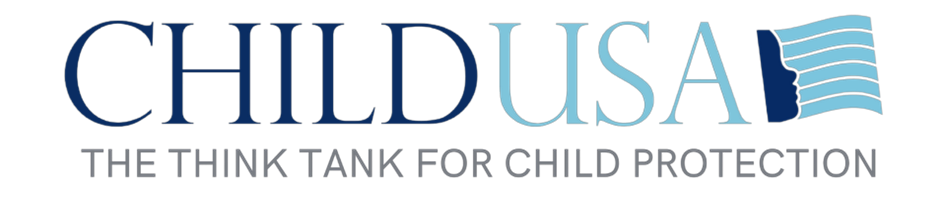 CHILDUSA
THE THINK TANK FOR CHILD PROTECTION